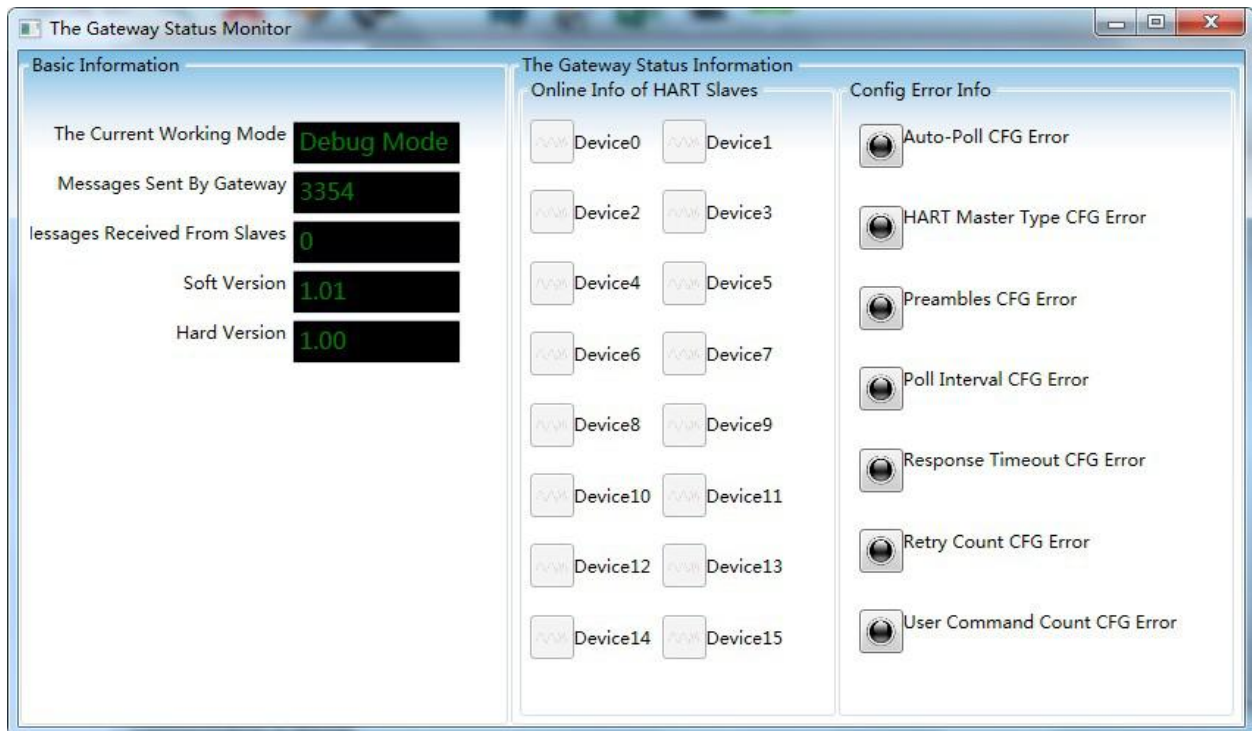 The Gateway Status Monitor
Basic Information
The Current Working Mode Debug Mode
Messages Sent By Gateway 3354
lessages Received From Slaves 0
Soft Version 1.01
Hard Version 1.00
The Gateway Status Information
Online Info of HART Slaves
Device0 Device1
Device2 Device3
Device4 Device5
Device6 Device7
Device8 Device9
Device10 Device11
Device12 Device13
Device14 Device15
Config Error Info
Auto-Poll CFG Error
HART Master Type CFG Error
Preambles CFG Error
Poll Interval CFG Error
Response Timeout CFG Error
Retry Count CFG Error
User Command Count CFG Error